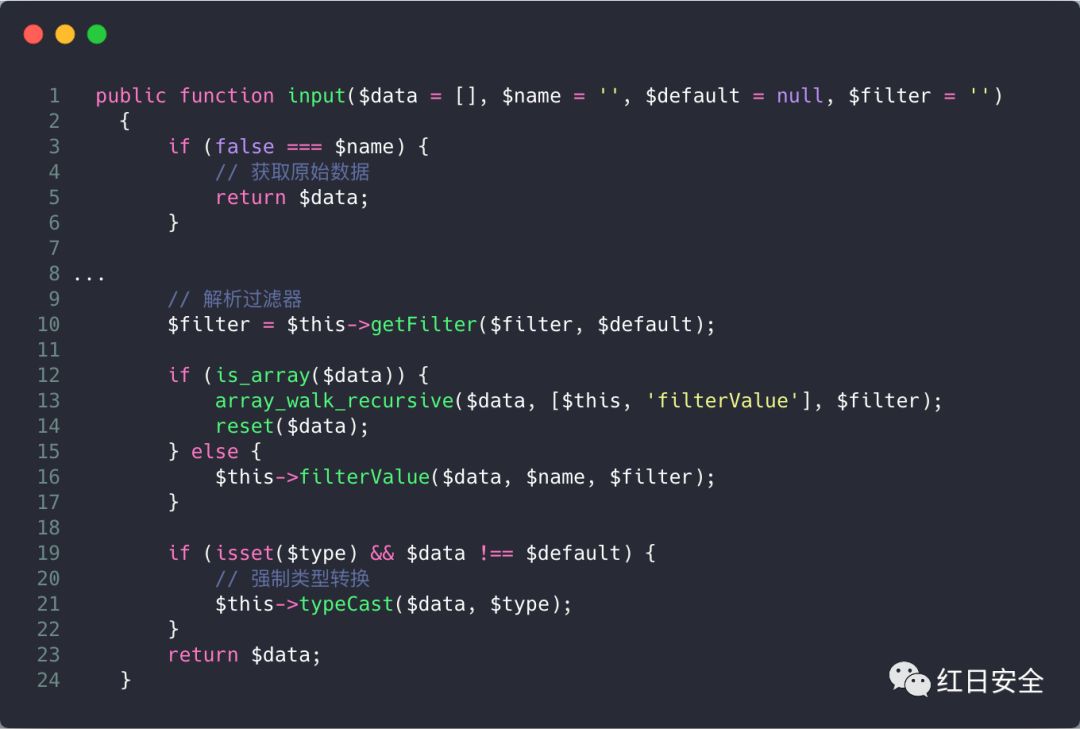 1 public function input($data = [], $name = '', $default = null, $filter = '')
2 {
3 if (false === $name) {
4 // 获取原始数据
5 return $data;
6 }
7
8 ...
9 // 解析过滤器
10 $filter = $this->getFilter($filter, $default);
11
12 if (is_array($data)) {
13 array_walk_recursive($data, [$this, 'filterValue'], $filter);
14 reset($data);
15 } else {
16 $this->filterValue($data, $name, $filter);
17 }
18
19 if (isset($type) && $data !== $default) {
20 // 强制类型转换
21 $this->typeCast($data, $type);
22 }
23 return $data;
24 }
红日安全